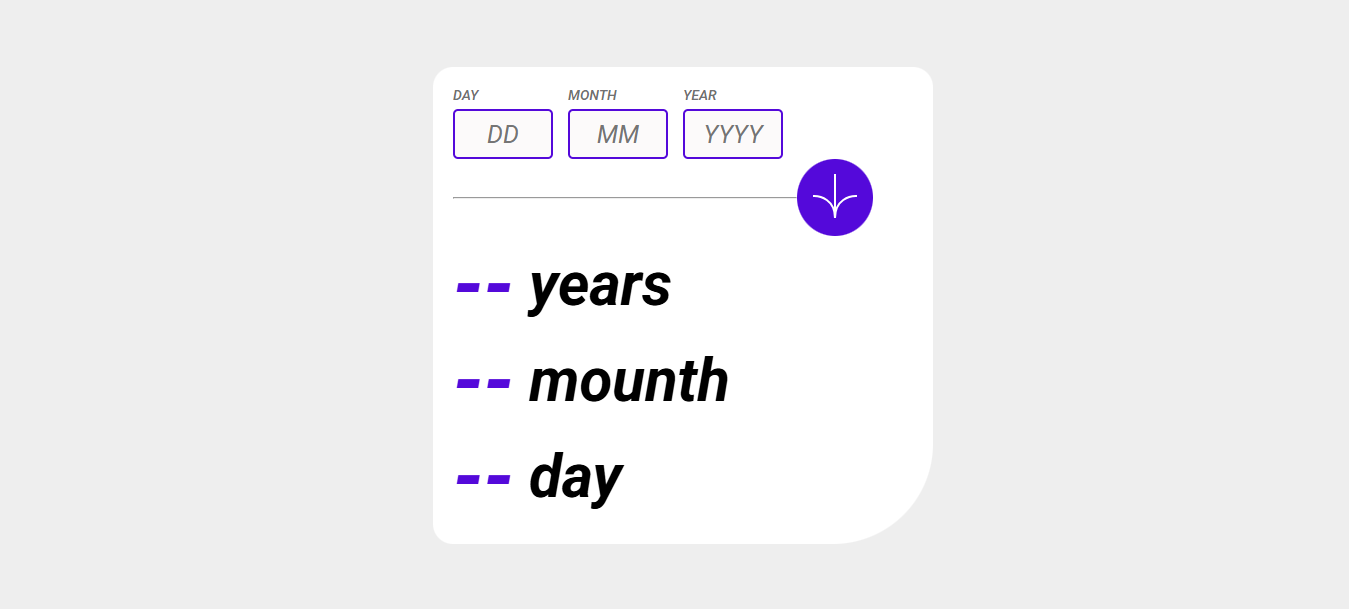 DAY MONTH YEAR
DD MM YYYY
-- years
-- mounth
-- day